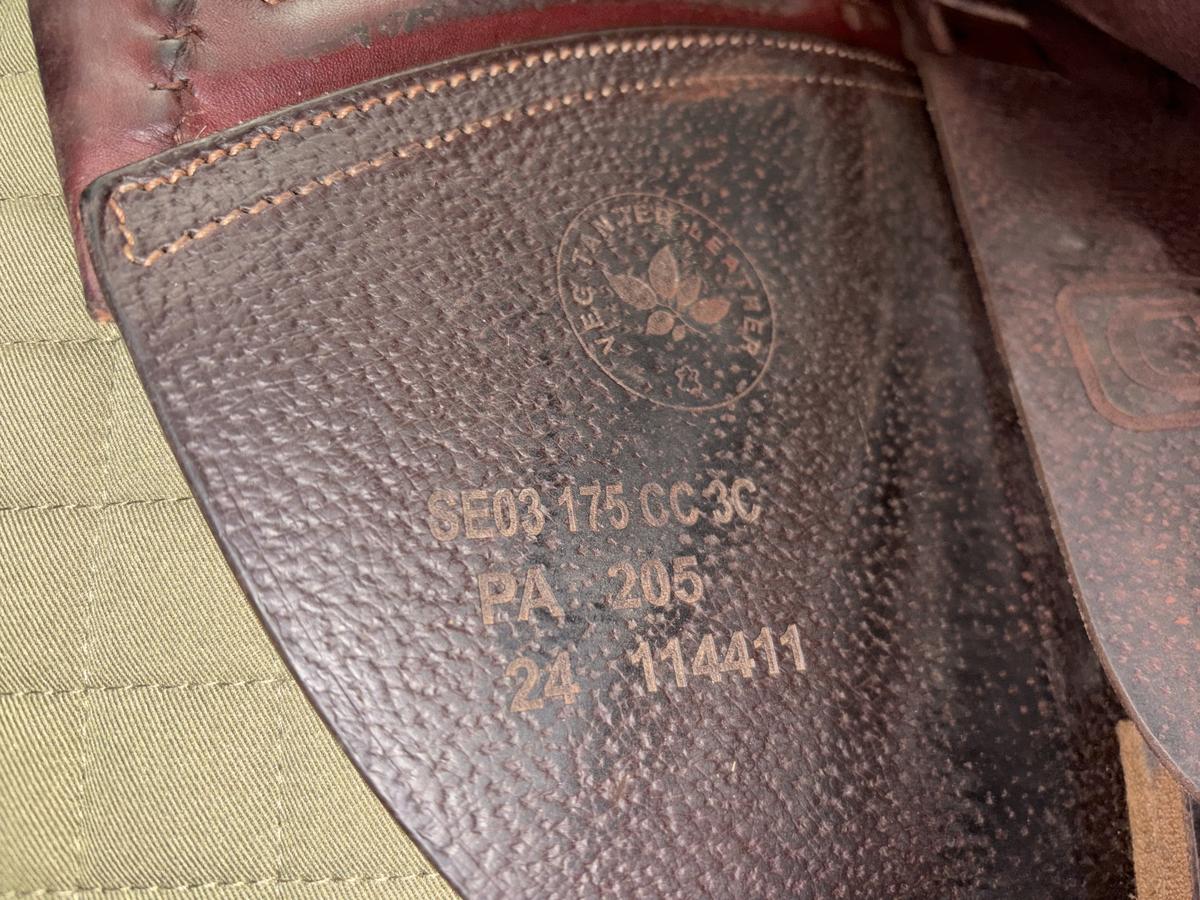 VEG TANNED LEATHER
SE03 175 CC 3C
PA 205
24 114411